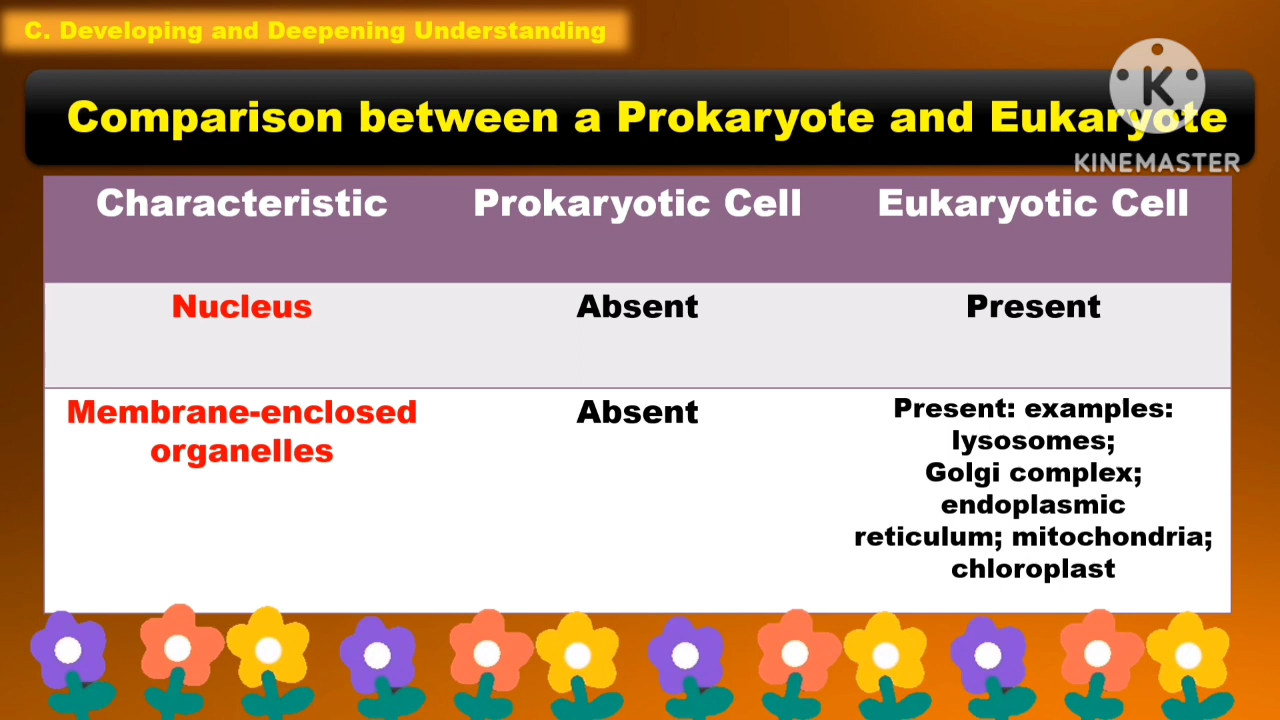 C. Developing and Deepening Understanding
Comparison between a Prokaryote and Eukaryote
K
KINEMASTER
Characteristic Prokaryotic Cell Eukaryotic Cell
Nucleus Absent Present
Membrane-enclosed
organelles
Absent
Present: examples:
lysosomes;
Golgi complex;
endoplasmic
reticulum; mitochondria;
chloroplast